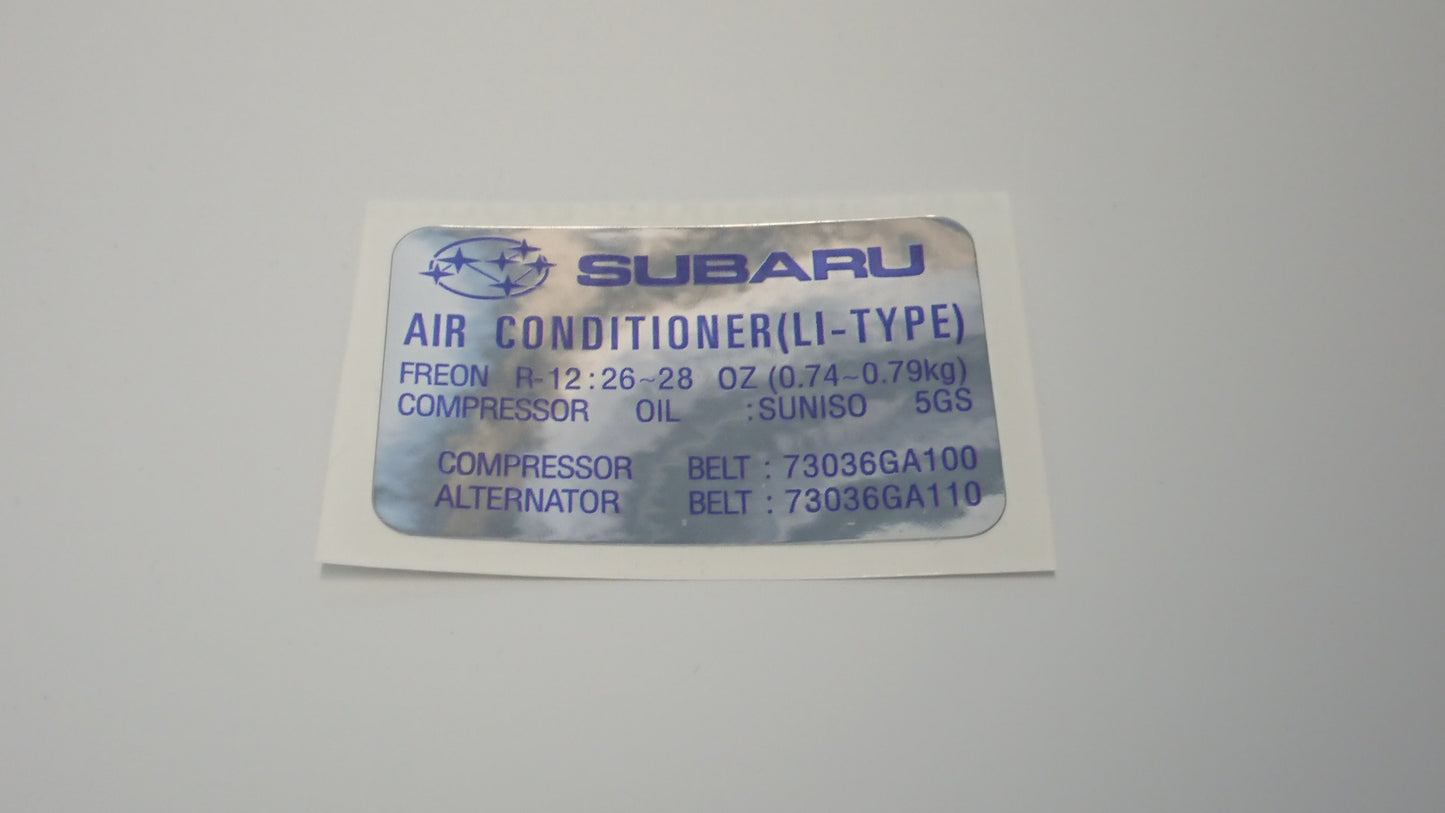 SUBARU
AIR CONDITIONER(LI-TYPE)
FREON R-12:26~28 OZ (0.74~0.79kg)
COMPRESSOR OIL :SUNISO 5GS
COMPRESSOR BELT : 73036GA100
ALTERNATOR BELT : 73036GA110